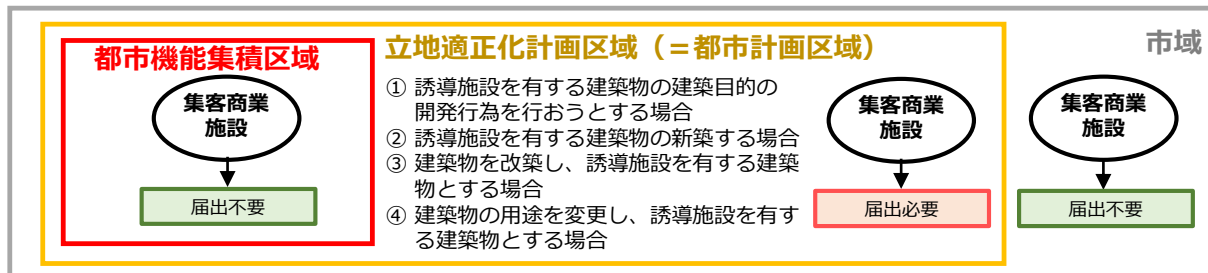 市域
立地適正化計画区域（＝都市計画区域）
都市機能集積区域
集客商業
施設
届出不要
① 誘導施設を有する建築物の建築目的の
開発行為を行おうとする場合
② 誘導施設を有する建築物の新築する場合
③ 建築物を改築し、誘導施設を有する建築
物とする場合
④ 建築物の用途を変更し、誘導施設を有す
る建築物とする場合
集客商業
施設
届出必要
集客商業
施設
届出不要